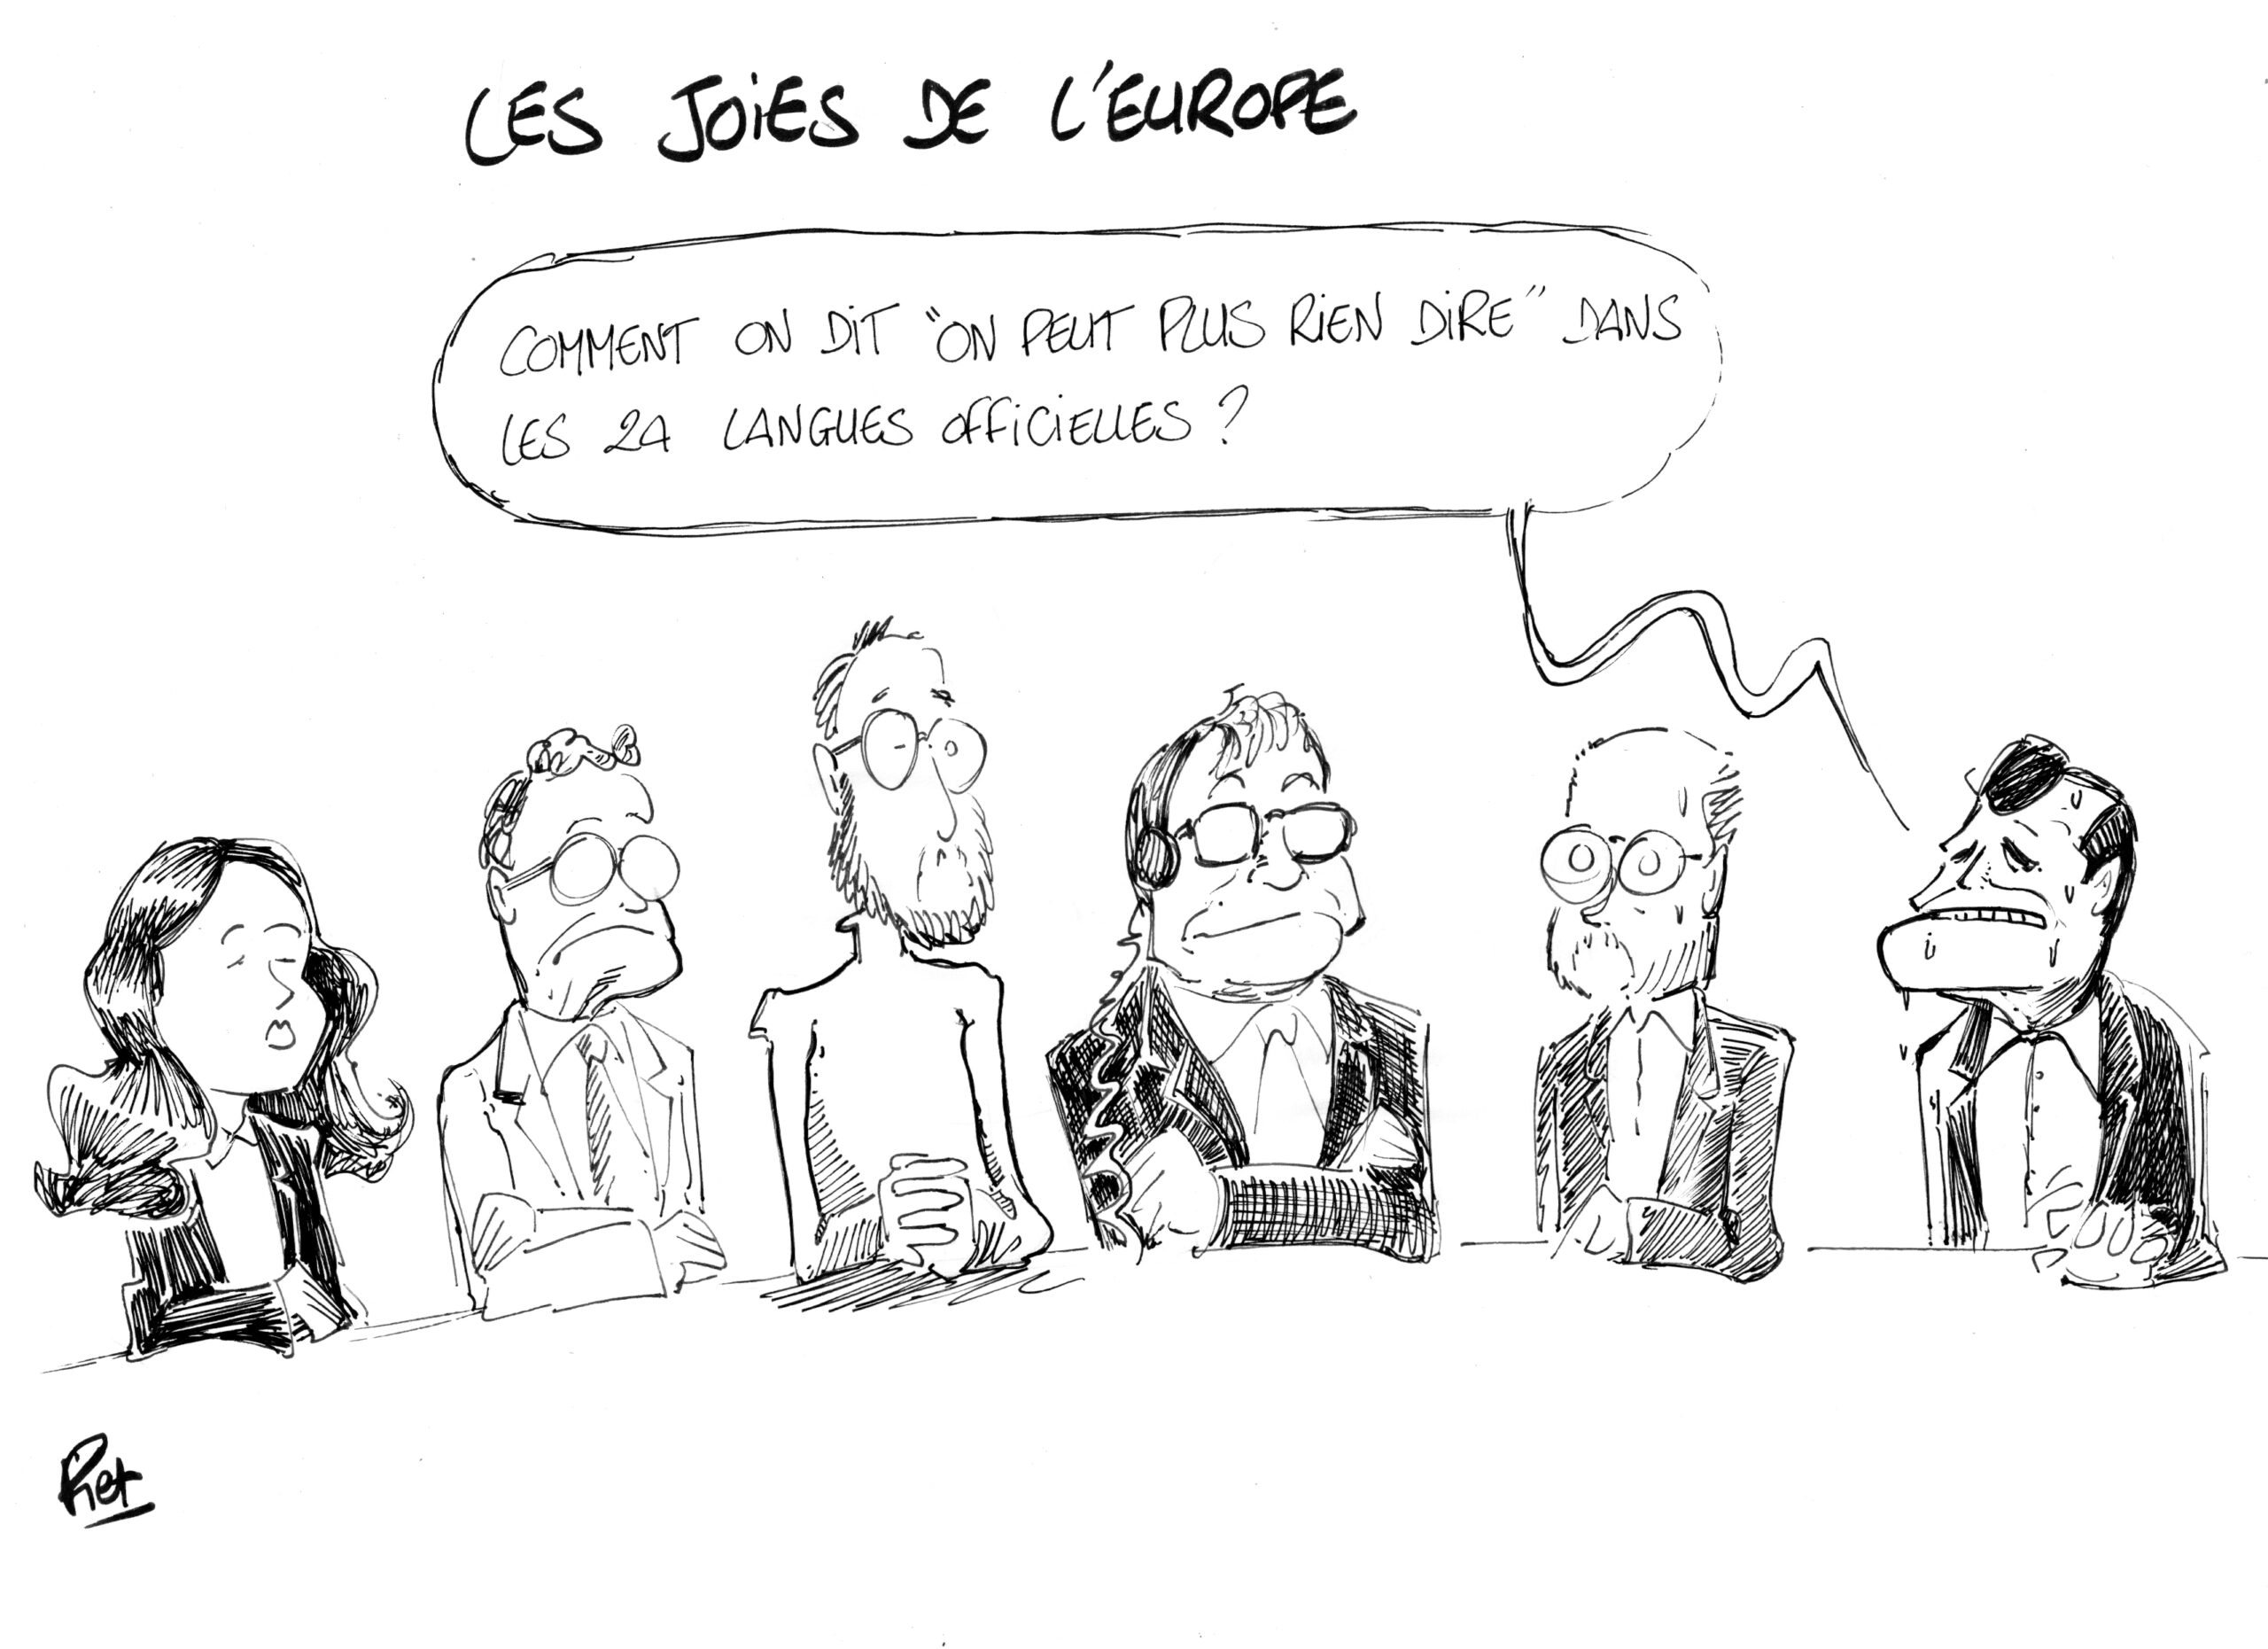 LES JOIES DE L'EUROPE
COMMENT ON DIT "ON PEUT PLUS RIEN DIRE" DANS
LES 24 LANGUES OFFICIELLES ?
Piet